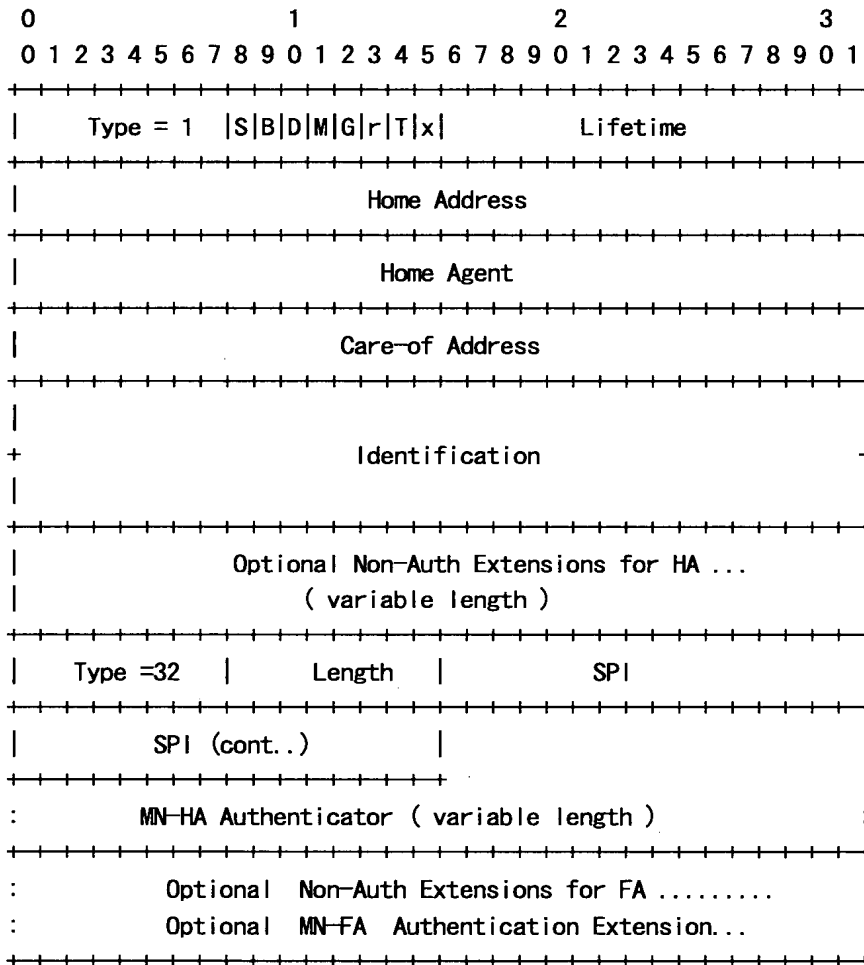 0 1 2 3
0 1 2 3 4 5 6 7 8 9 0 1 2 3 4 5 6 7 8 9 0 1 2 3 4 5 6 7 8 9 0 1
+-+-+-+-+-+-+-+-+-+-+-+-+-+-+-+-+-+-+-+-+-+-+-+-+-+-+-+-+-+-+-+-
| Type = 1 |S|B|D|M|G|r|T|x| Lifetime
+-+-+-+-+-+-+-+-+-+-+-+-+-+-+-+-+-+-+-+-+-+-+-+-+-+-+-+-+-+-+-+-
| Home Address
+-+-+-+-+-+-+-+-+-+-+-+-+-+-+-+-+-+-+-+-+-+-+-+-+-+-+-+-+-+-+-+-
| Home Agent
+-+-+-+-+-+-+-+-+-+-+-+-+-+-+-+-+-+-+-+-+-+-+-+-+-+-+-+-+-+-+-+-
| Care-of Address
+-+-+-+-+-+-+-+-+-+-+-+-+-+-+-+-+-+-+-+-+-+-+-+-+-+-+-+-+-+-+-+-
|
+ Identification -
|
+-+-+-+-+-+-+-+-+-+-+-+-+-+-+-+-+-+-+-+-+-+-+-+-+-+-+-+-+-+-+-+-
| Optional Non-Auth Extensions for HA ...
| ( variable length )
+-+-+-+-+-+-+-+-+-+-+-+-+-+-+-+-+-+-+-+-+-+-+-+-+-+-+-+-+-+-+-+-
| Type =32 | Length | SPI
+-+-+-+-+-+-+-+-+-+-+-+-+-+-+-+-+-+-+-+-+-+-+-+-+-+-+-+-+-+-+-+-
| SPI (cont..) |
+-+-+-+-+-+-+-+-+-+-+-+-+-+-+-+-+
: MN-HA Authenticator ( variable length ) :
+-+-+-+-+-+-+-+-+-+-+-+-+-+-+-+-+-+-+-+-+-+-+-+-+-+-+-+-+-+-+-+-
: Optional Non-Auth Extensions for FA .........
: Optional MN-FA Authentication Extension...
+-+-+-+-+-+-+-+-+-+-+-+-+-+-+-+-+-+-+-+-+-+-+-+-+-+-+-+-+-+-+-+-